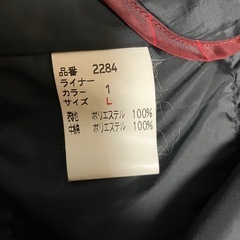 品番 2284
ライナー
カラー 1
サイズ L
表地 ポリエステル 100%
中綿 ポリエステル 100%